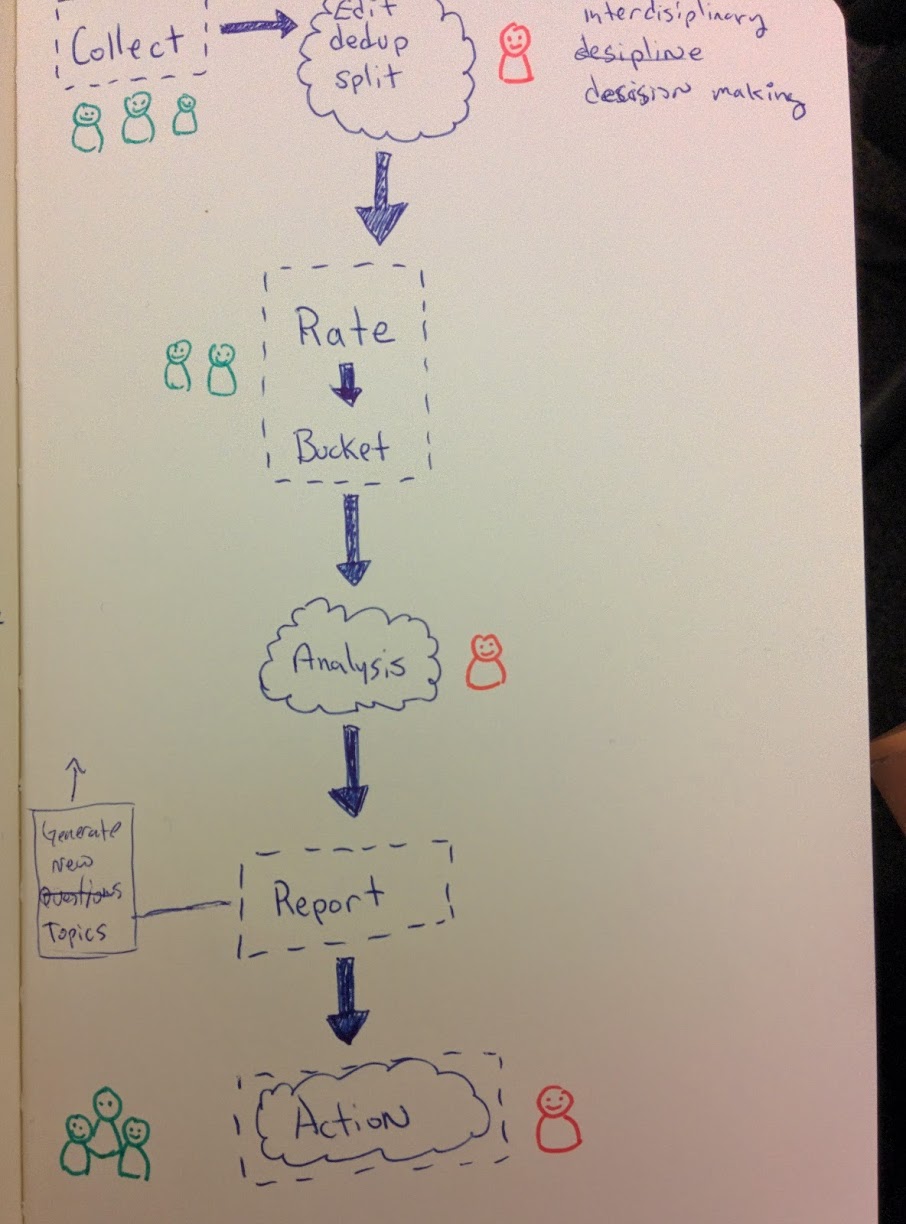 Collect
Edit
dedup
split
interdisiplinary
desipline
desision making
Rate
Bucket
Analysis
Generate
New
Questions
Topics
Report
Action